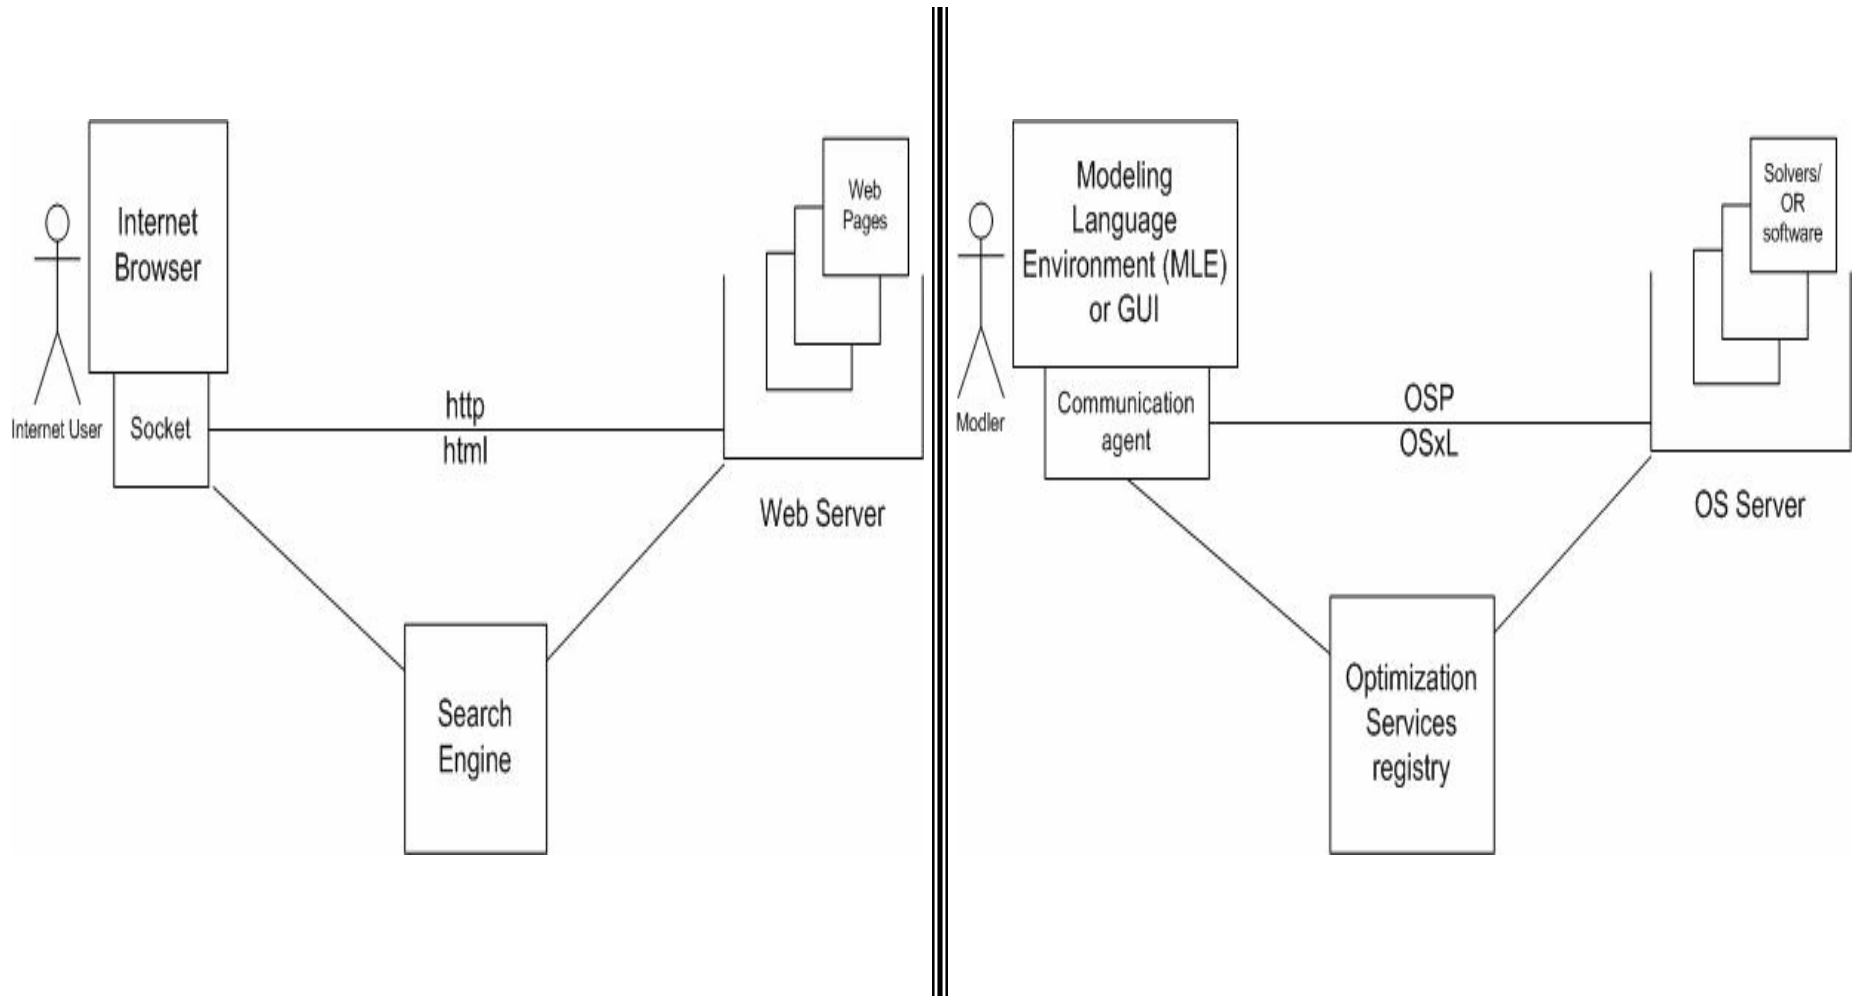 Internet
Browser
Internet User
Socket
http
html
Web
Pages
Web Server
Search
Engine
Modeling
Language
Environment (MLE)
or GUI
Modler
Communication
agent
OSP
OSxL
Solvers/
OR
software
OS Server
Optimization
Services
registry